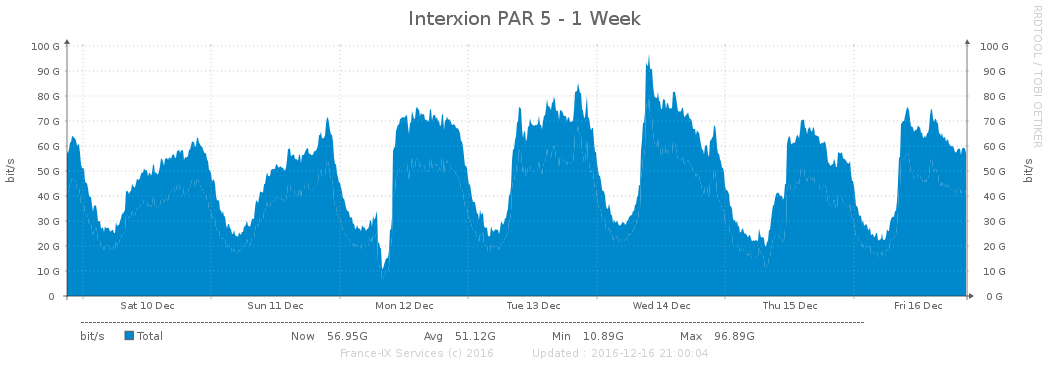 Interxion PAR 5 - 1 Week
RRDTOOL / TOBI OETIKER
bit/s
bit/s
100 G 100 G
90 G 90 G
80 G 80 G
70 G 70 G
60 G 60 G
50 G 50 G
40 G 40 G
30 G 30 G
20 G 20 G
10 G 10 G
0 0 G
Sat 10 Dec Sun 11 Dec Mon 12 Dec Tue 13 Dec Wed 14 Dec Thu 15 Dec Fri 16 Dec
bit/s Total Now 56.95G Avg 51.12G Min 10.89G Max 96.89G
France-IX Services (c) 2016 Updated : 2016-12-16 21:00:04